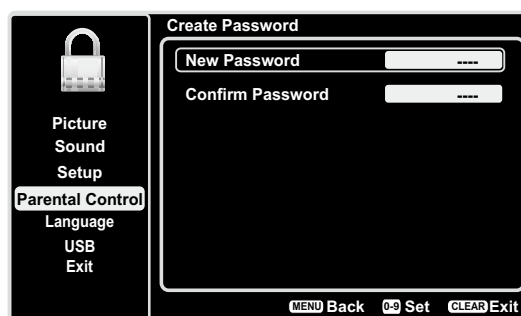 Create Password
New Password ----
Confirm Password ----
Picture
Sound
Setup
Parental Control
Language
USB
Exit
MENU Back 0-9 Set CLEAR Exit